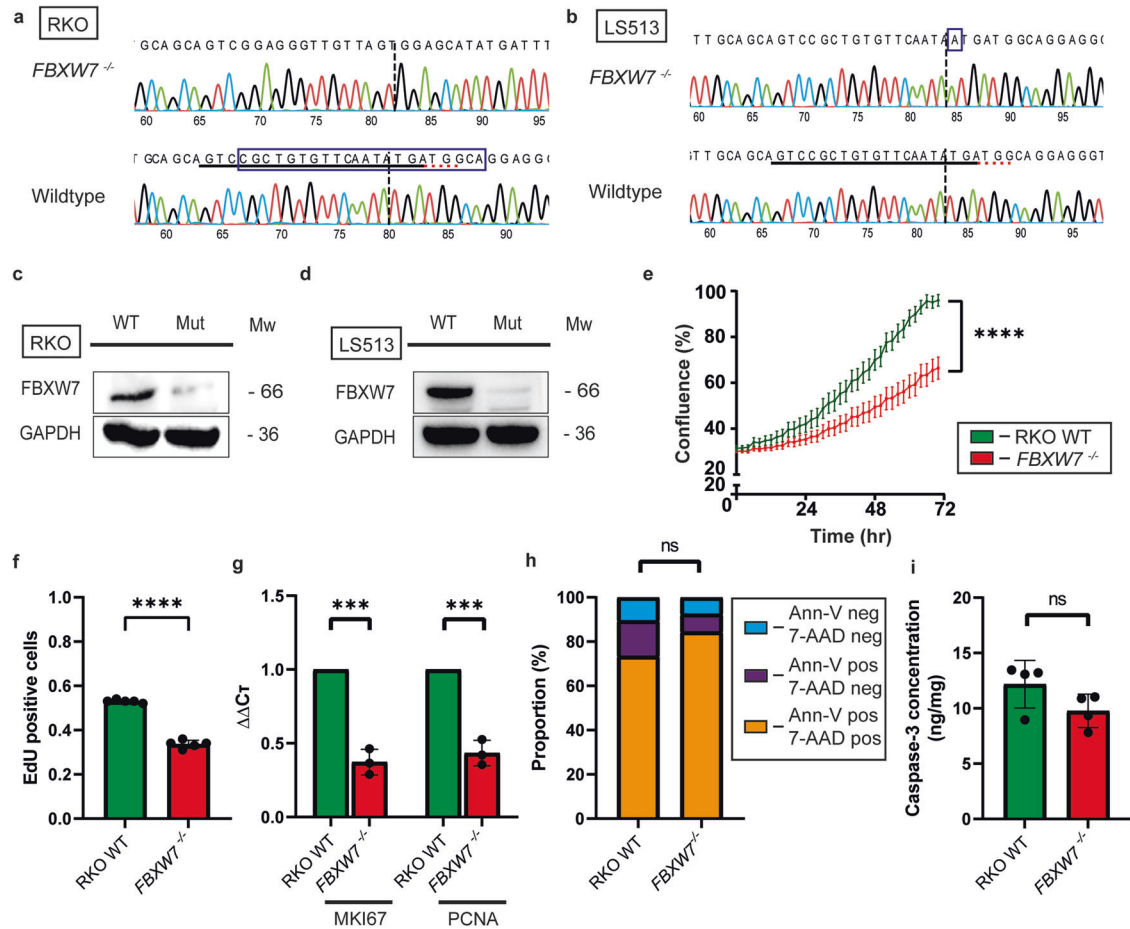 a
RKO
GCAGCAGTCGGAGGGTTGTTAGTGGAGCATATGATTT
FBXW7 -/-
60 65 70 75 80 85 90 95
TGCAGCAGTCCGCTGTGTTCAATATGATGGCAGGAGGG
Wildtype
60 65 70 75 80 85 90
b
LS513
TTGCAGCAGTCCGCTGTGTTCAATAATGATGGCAGGAGG
FBXW7 -/-
60 65 70 75 80 85 90 95
GTTGCAGCAGTCCGCTGTGTTCAATATGATGGCAGGAGGGT
Wildtype
60 65 70 75 80 85 90 95
c
RKO
WT Mut Mw
FBXW7 - 66
GAPDH - 36
d
LS513
WT Mut Mw
FBXW7 - 66
GAPDH - 36
e
100
80
60
40
20
20
0 24 48 72
Confluence (%)
Time (hr)
****
RKO WT
FBXW7 -/-
f
EdU positive cells
1.0
0.8
0.6
0.4
0.2
0.0
****
RKO WT
FBXW7 -/-
g
ΔΔCT
1.5
1.0
0.5
0.0
*** ***
RKO WT
FBXW7 -/-
RKO WT
FBXW7 -/-
MKI67 PCNA
h
ns
Proportion (%)
100
80
60
40
20
0
RKO WT
FBXW7-/-
Ann-V neg
7-AAD neg
Ann-V pos
7-AAD neg
Ann-V pos
7-AAD pos
i
Caspase-3 concentration
(ng/mg)
20
15
10
5
0
ns
RKO WT
FBXW7 -/-